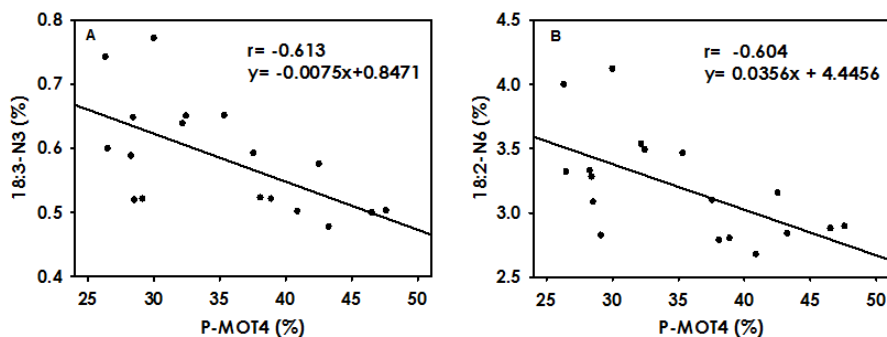 A
r= -0.613
y= -0.0075x+0.8471
0.8
0.7
0.6
0.5
0.4
18:3-N3 (%)
25 30 35 40 45 50
P-MOT4 (%)
B
r= -0.604
y= 0.0356x + 4.4456
4.5
4.0
3.5
3.0
2.5
18:2-N6 (%)
25 30 35 40 45 50
P-MOT4 (%)